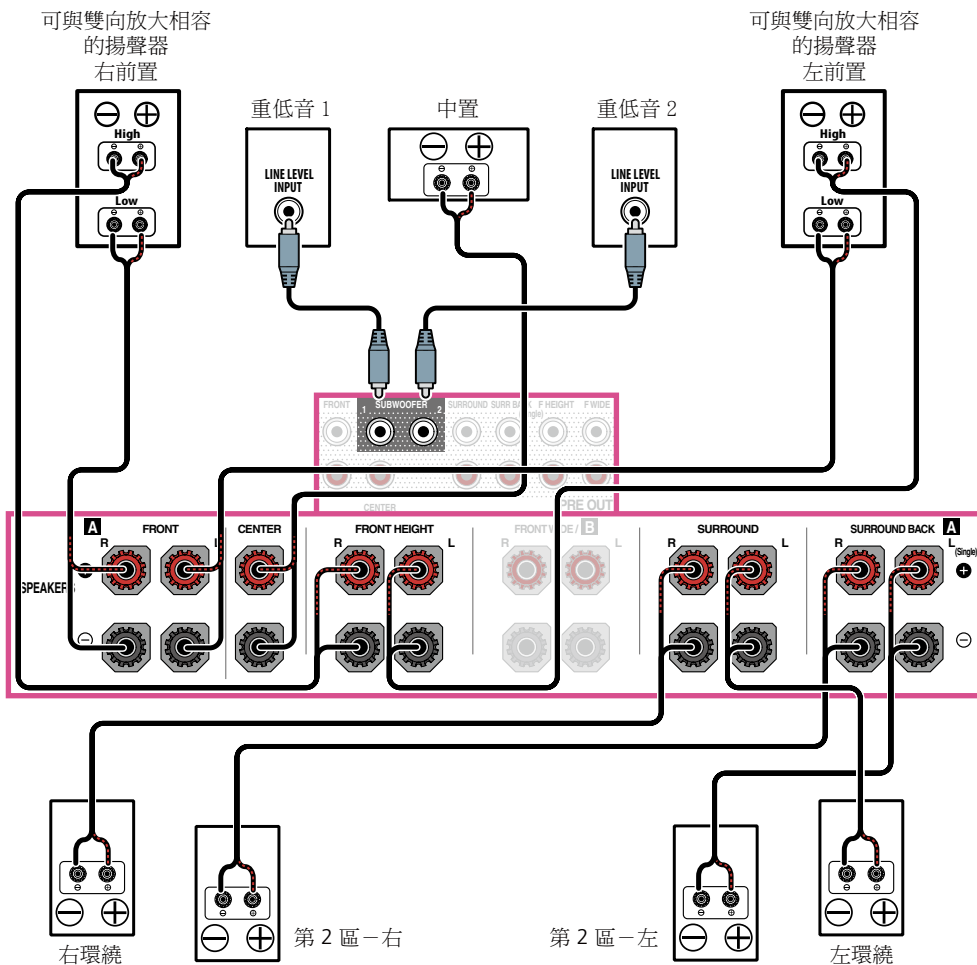 可與雙向放大相容
的揚聲器
右前置
可與雙向放大相容
的揚聲器
左前置
重低音 1
中置
重低音 2
High
Low
LINE LEVEL
INPUT
LINE LEVEL
INPUT
High
Low
FRONT
SUBWOOFER
1
2
SURROUND
SURR BACK
(Single)
F HEIGHT
F WIDE
CENTER
PRE OUT
A
FRONT
CENTER
FRONT HEIGHT
FRONT WIDE / B
SURROUND
SURROUND BACK
A
R
L
R
L
R
L
R
L
R
L
(Single)
SPEAKERS
第 2 區－右
第 2 區－左
右環繞
左環繞